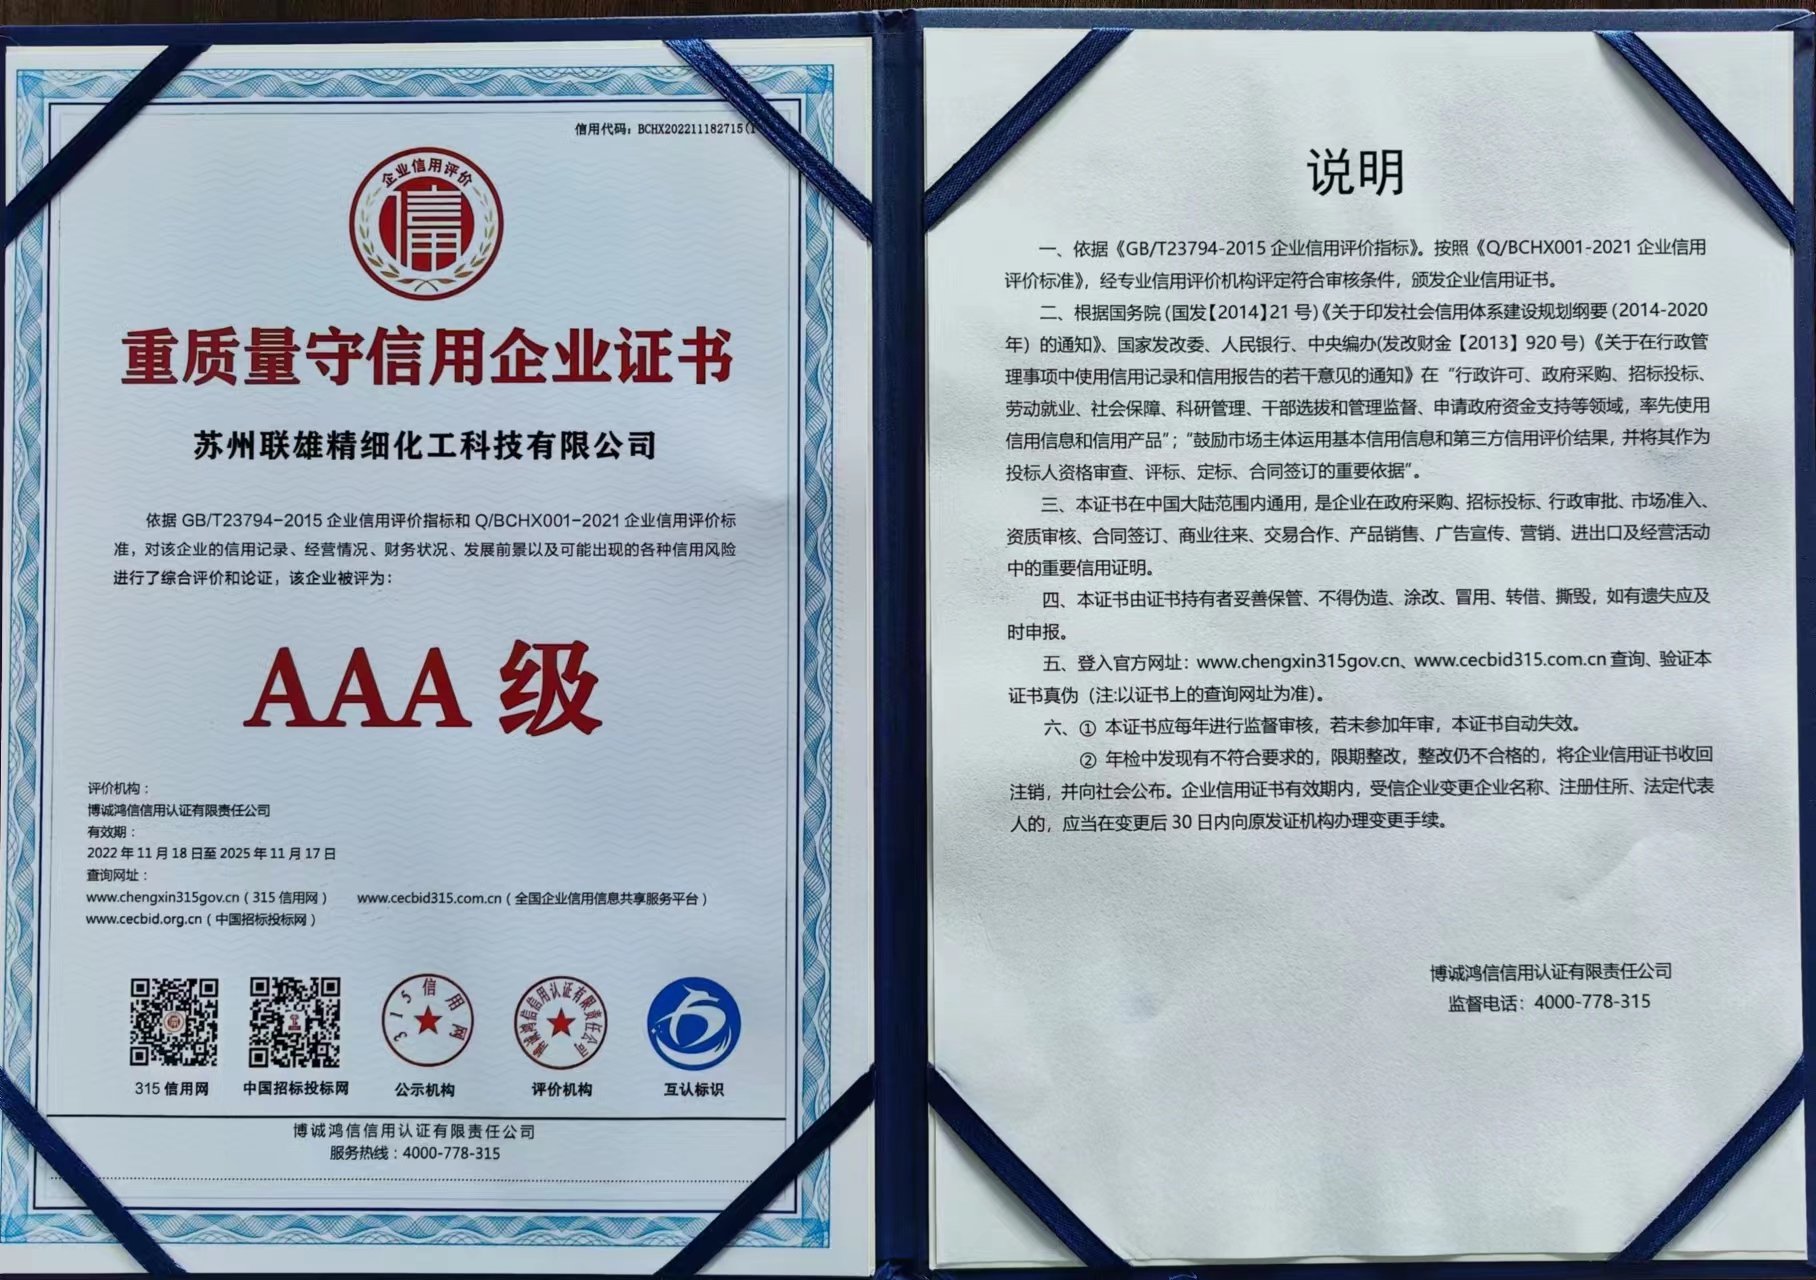 信用代码：BCHX202211182715(1
企业信用评价
信用
重质量守信用企业证书
苏州联雄精细化工科技有限公司
依据 GB/T23794-2015 企业信用评价指标和 Q/BCHX001-2021 企业信用评价标
准，对该企业的信用记录、经营情况、财务状况、发展前景以及可能出现的各种信用风险
进行了综合评价和论证，该企业被评为：
AAA 级
评价机构：
博诚鸿信信用认证有限责任公司
有效期：
2022 年 11 月 18 日至 2025 年 11 月 17 日
查询网址：
www.chengxin315gov.cn（315 信用网） www.cecbid315.com.cn（全国企业信用信息共享服务平台）
www.cecbid.org.cn（中国招标投标网）
315信用网
博诚鸿信信用认证有限责任公司
315 信用网 中国招标投标网 公示机构 评价机构 互认标识
博诚鸿信信用认证有限责任公司
服务热线：4000-778-315
说明
一、依据《GB/T23794-2015 企业信用评价指标》。按照《Q/BCHX001-2021 企业信用
评价标准》，经专业信用评价机构评定符合审核条件，颁发企业信用证书。
二、根据国务院 (国发【2014】21 号)《关于印发社会信用体系建设规划纲要 (2014-2020
年）的通知》、国家发改委、人民银行、中央编办(发改财金【2013】920 号)《关于在行政管
理事项中使用信用记录和信用报告的若干意见的通知》在“行政许可、政府采购、招标投标、
劳动就业、社会保障、科研管理、干部选拔和管理监督、申请政府资金支持等领域，率先使用
信用信息和信用产品”；“鼓励市场主体运用基本信用信息和第三方信用评价结果，并将其作为
投标人资格审查、评标、定标、合同签订的重要依据”。
三、本证书在中国大陆范围内通用，是企业在政府采购、招标投标、行政审批、市场准入、
资质审核、合同签订、商业往来、交易合作、产品销售、广告宣传、营销、进出口及经营活动
中的重要信用证明。
四、本证书由证书持有者妥善保管、不得伪造、涂改、冒用、转借、撕毁，如有遗失应及
时申报。
五、登入官方网址：www.chengxin315gov.cn、www.cecbid315.com.cn 查询、验证本
证书真伪（注:以证书上的查询网址为准）。
六、① 本证书应每年进行监督审核，若未参加年审，本证书自动失效。
② 年检中发现有不符合要求的，限期整改，整改仍不合格的，将企业信用证书收回
注销，并向社会公布。企业信用证书有效期内，受信企业变更企业名称、注册住所、法定代表
人的，应当在变更后 30 日内向原发证机构办理变更手续。
博诚鸿信信用认证有限责任公司
监督电话：4000-778-315